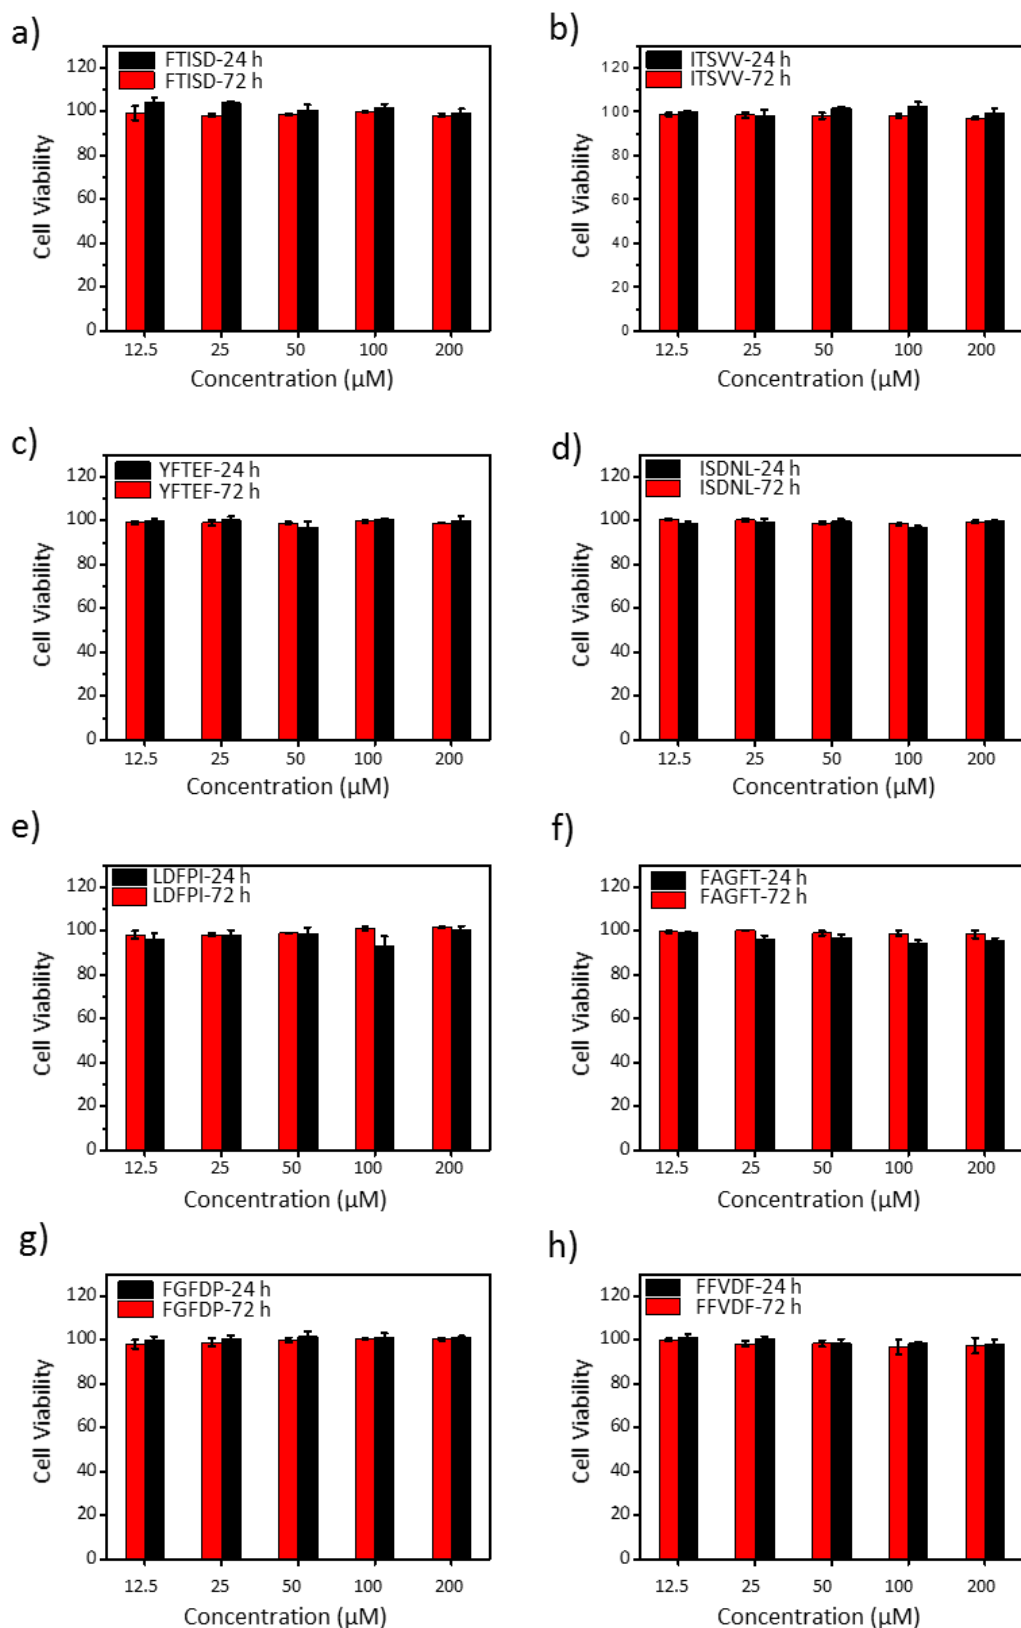 a)
FTISD-24 h
FTISD-72 h
120
100
80
60
40
20
0
Cell Viability
12.5 25 50 100 200
Concentration (µM)
b)
ITSVV-24 h
ITSVV-72 h
120
100
80
60
40
20
0
Cell Viability
12.5 25 50 100 200
Concentration (µM)
c)
YFTEF-24 h
YFTEF-72 h
120
100
80
60
40
20
0
Cell Viability
12.5 25 50 100 200
Concentration (µM)
d)
ISDNL-24 h
ISDNL-72 h
120
100
80
60
40
20
0
Cell Viability
12.5 25 50 100 200
Concentration (µM)
e)
LDFPI-24 h
LDFPI-72 h
120
100
80
60
40
20
0
Cell Viability
12.5 25 50 100 200
Concentration (µM)
f)
FAGFT-24 h
FAGFT-72 h
120
100
80
60
40
20
0
Cell Viability
12.5 25 50 100 200
Concentration (µM)
g)
FGFDP-24 h
FGFDP-72 h
120
100
80
60
40
20
0
Cell Viability
12.5 25 50 100 200
Concentration (µM)
h)
FFVDF-24 h
FFVDF-72 h
120
100
80
60
40
20
0
Cell Viability
12.5 25 50 100 200
Concentration (µM)